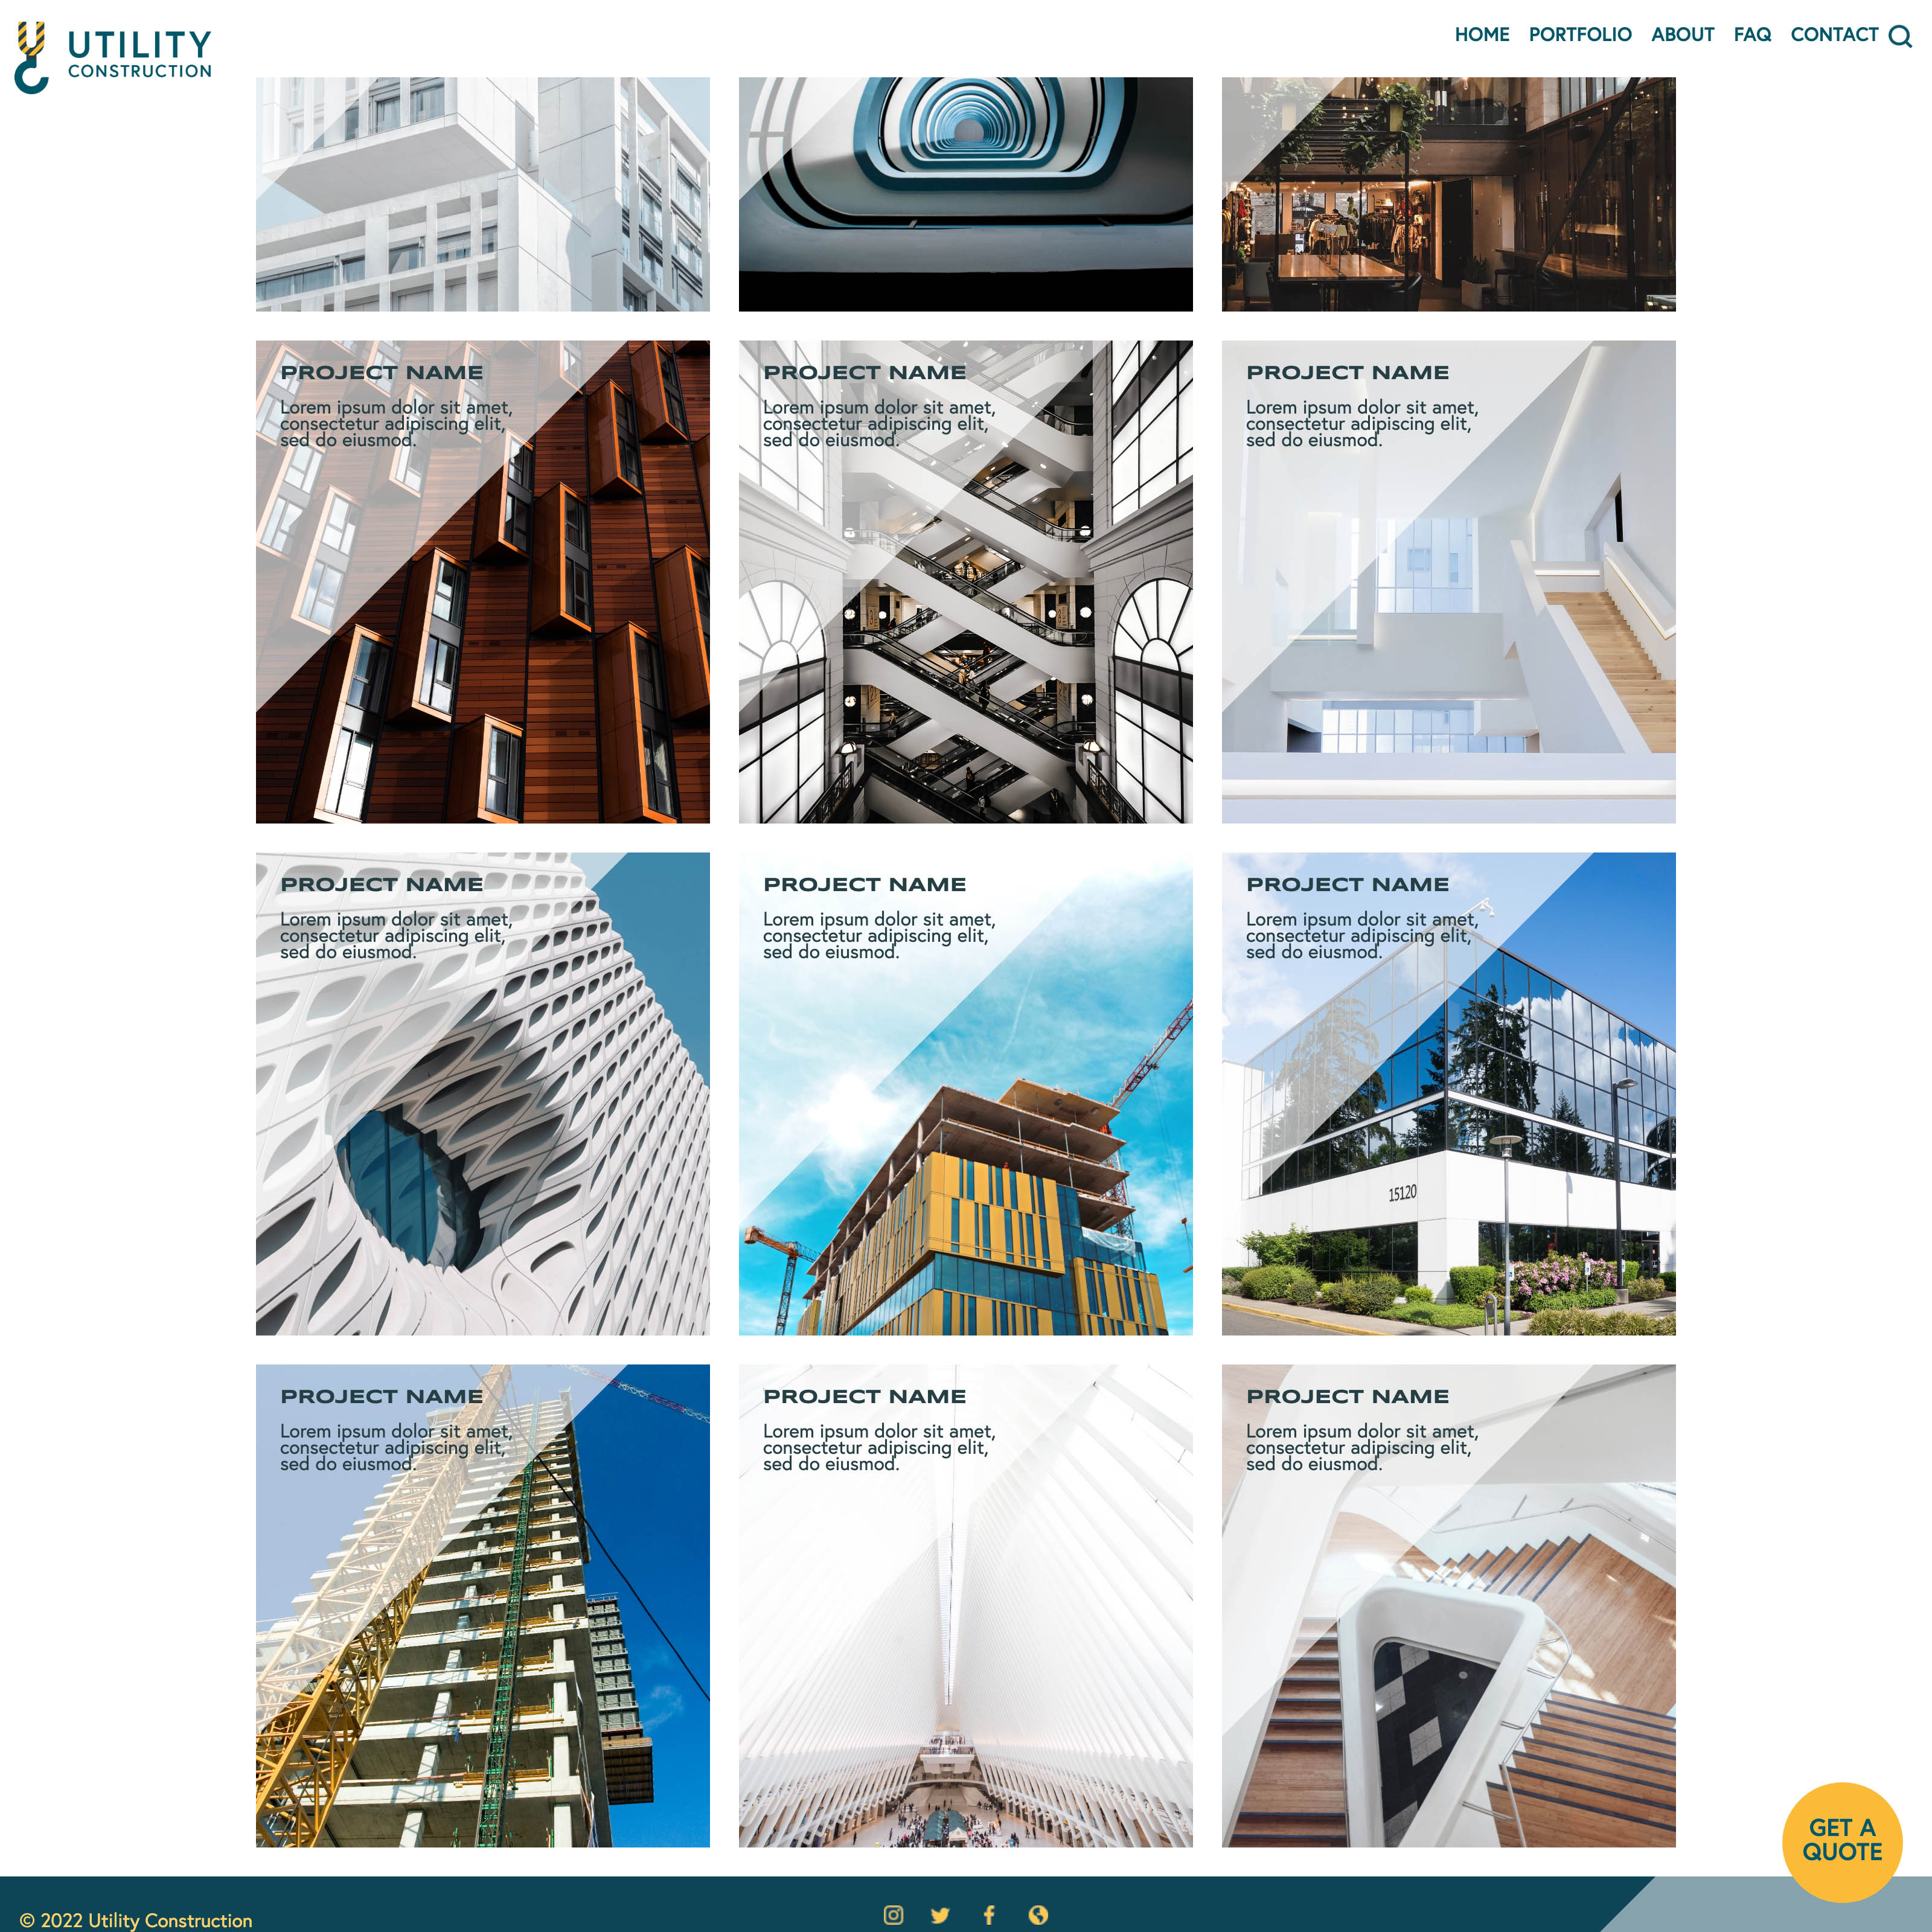 UTILITY
CONSTRUCTION
HOME PORTFOLIO ABOUT FAQ CONTACT
PROJECT NAME
Lorem ipsum dolor sit amet,
consectetur adipiscing elit,
sed do eiusmod.
PROJECT NAME
Lorem ipsum dolor sit amet,
consectetur adipiscing elit,
sed do eiusmod.
PROJECT NAME
Lorem ipsum dolor sit amet,
consectetur adipiscing elit,
sed do eiusmod.
PROJECT NAME
Lorem ipsum dolor sit amet,
consectetur adipiscing elit,
sed do eiusmod.
PROJECT NAME
Lorem ipsum dolor sit amet,
consectetur adipiscing elit,
sed do eiusmod.
PROJECT NAME
Lorem ipsum dolor sit amet,
consectetur adipiscing elit,
sed do eiusmod.
15120
PROJECT NAME
Lorem ipsum dolor sit amet,
consectetur adipiscing elit,
sed do eiusmod.
PROJECT NAME
Lorem ipsum dolor sit amet,
consectetur adipiscing elit,
sed do eiusmod.
PROJECT NAME
Lorem ipsum dolor sit amet,
consectetur adipiscing elit,
sed do eiusmod.
GET A
QUOTE
© 2022 Utility Construction